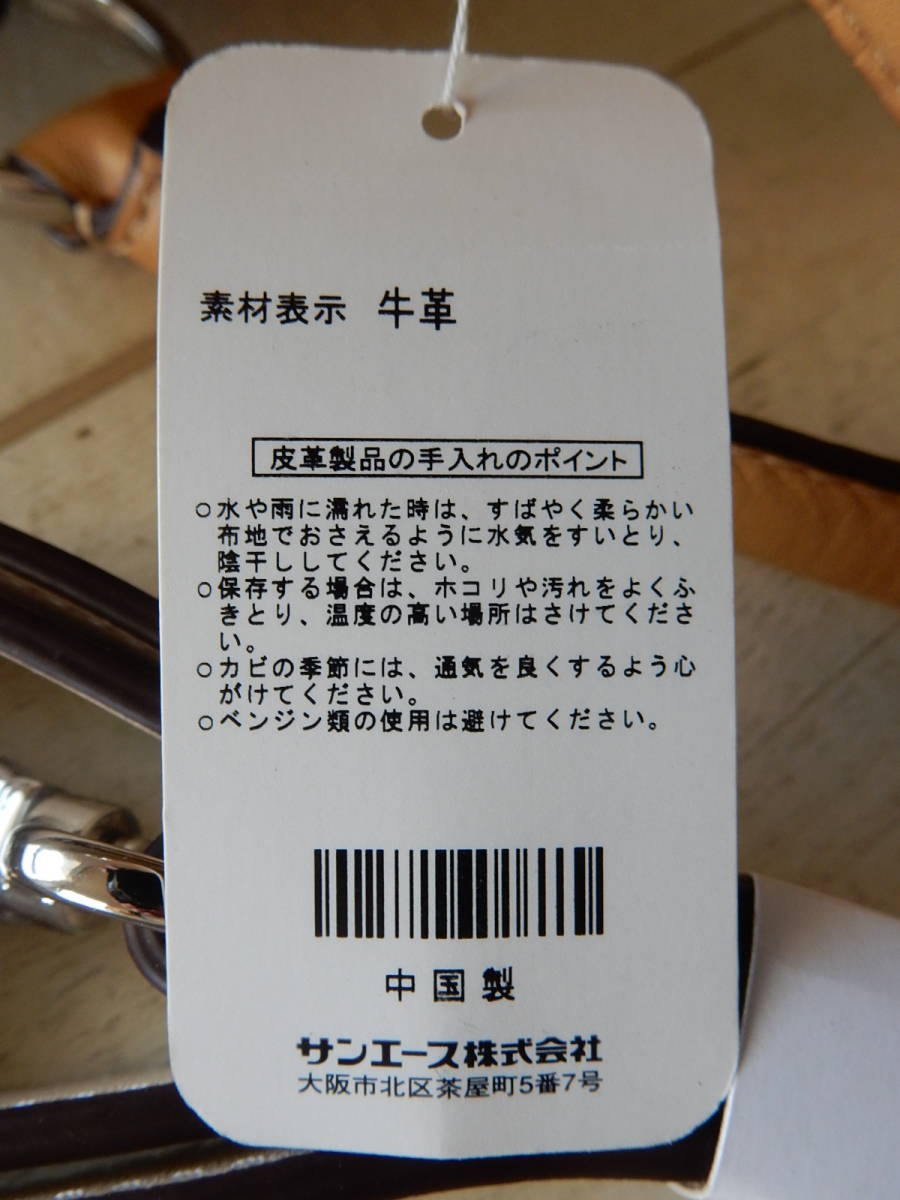 素材表示 牛革
皮革製品の手入れのポイント
○水や雨に濡れた時は、すばやく柔らかい
布地でおさえるように水気をすいとり、
陰干ししてください。
○保存する場合は、ホコリや汚れをよくふ
きとり、温度の高い場所はさけてくださ
い。
○カビの季節には、通気を良くするよう心
がけてください。
○ベンジン類の使用は避けてください。
中国製
サンエース株式会社
大阪市北区茶屋町5番7号